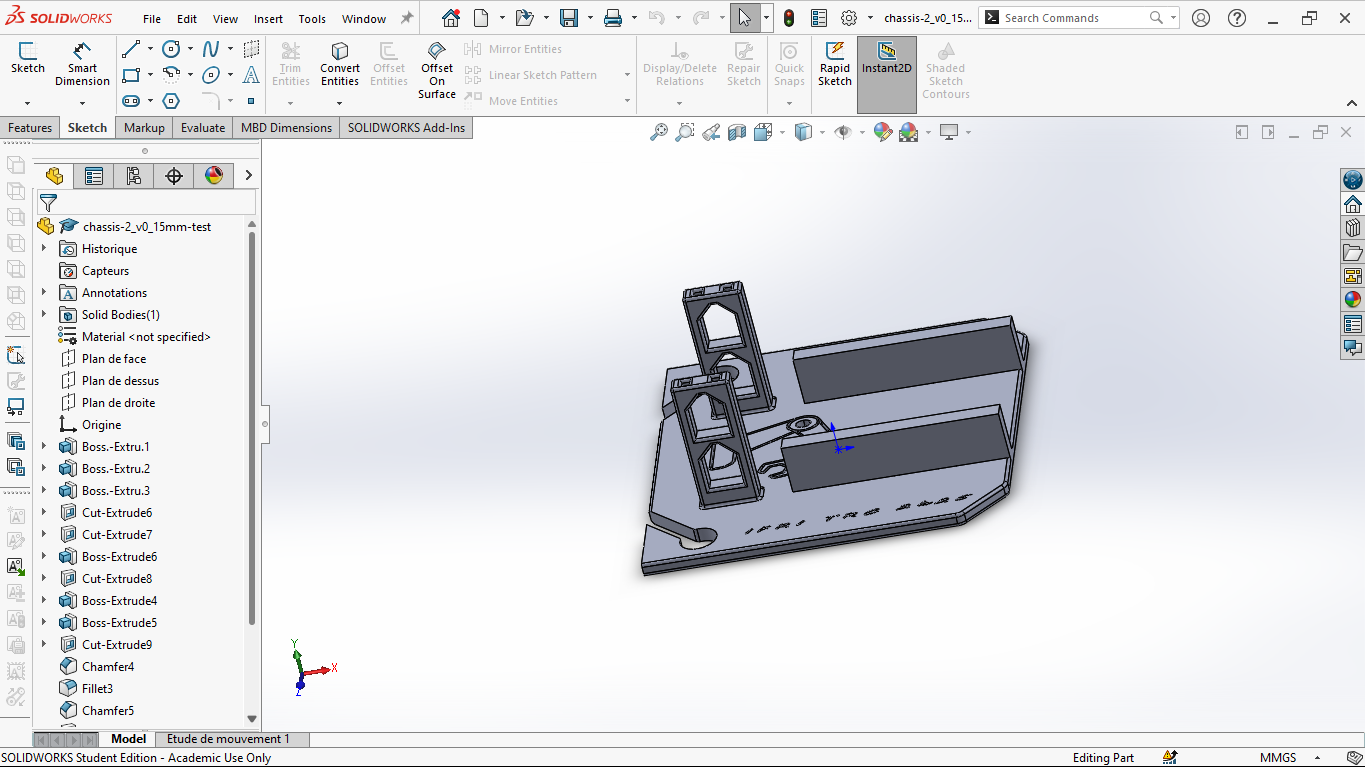 SOLIDWORKS File Edit View Insert Tools Window chassis-2_v0_15... Search Commands
Sketch Smart Dimension Trim Entities Convert Entities Offset Entities Offset On Surface Mirror Entities Linear Sketch Pattern Move Entities Display/Delete Relations Repair Sketch Quick Snaps Rapid Sketch Instant2D Shaded Sketch Contours
Features Sketch Markup Evaluate MBD Dimensions SOLIDWORKS Add-Ins
chassis-2_v0_15mm-test
Historique
Capteurs
Annotations
Solid Bodies(1)
Material <not specified>
Plan de face
Plan de dessus
Plan de droite
Origine
Boss.-Extru.1
Boss.-Extru.2
Boss.-Extru.3
Cut-Extrude6
Cut-Extrude7
Boss-Extrude6
Cut-Extrude8
Boss-Extrude4
Boss-Extrude5
Cut-Extrude9
Chamfer4
Fillet3
Chamfer5
Y
X
Z
Model Etude de mouvement 1
SOLIDWORKS Student Edition - Academic Use Only Editing Part MMGS